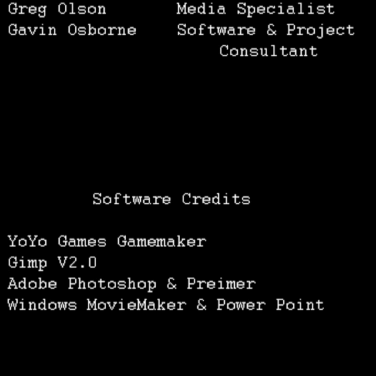 Greg Olson Media Specialist
Gavin Osborne Software & Project
Consultant
Software Credits
YoYo Games Gamemaker
Gimp V2.0
Adobe Photoshop & Preimer
Windows MovieMaker & Power Point